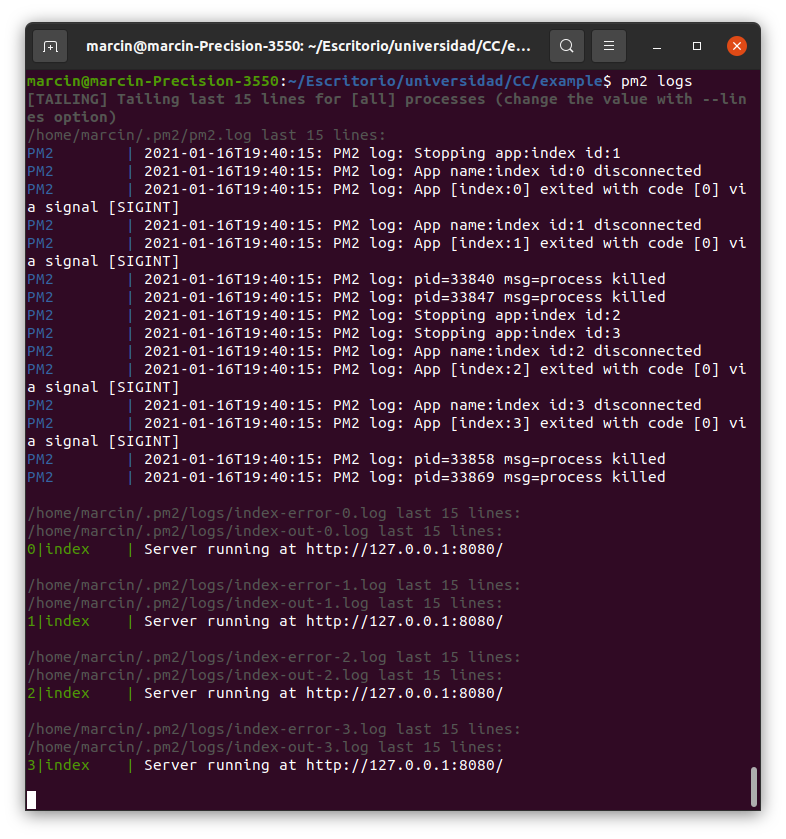 marcin@marcin-Precision-3550: ~/Escritorio/universidad/CC/e...
marcin@marcin-Precision-3550:~/Escritorio/universidad/CC/example$ pm2 logs
[TAILING] Tailing last 15 lines for [all] processes (change the value with --lin
es option)
/home/marcin/.pm2/pm2.log last 15 lines:
PM2        | 2021-01-16T19:40:15: PM2 log: Stopping app:index id:1
PM2        | 2021-01-16T19:40:15: PM2 log: App name:index id:0 disconnected
PM2        | 2021-01-16T19:40:15: PM2 log: App [index:0] exited with code [0] vi
a signal [SIGINT]
PM2        | 2021-01-16T19:40:15: PM2 log: App name:index id:1 disconnected
PM2        | 2021-01-16T19:40:15: PM2 log: App [index:1] exited with code [0] vi
a signal [SIGINT]
PM2        | 2021-01-16T19:40:15: PM2 log: pid=33840 msg=process killed
PM2        | 2021-01-16T19:40:15: PM2 log: pid=33847 msg=process killed
PM2        | 2021-01-16T19:40:15: PM2 log: Stopping app:index id:2
PM2        | 2021-01-16T19:40:15: PM2 log: Stopping app:index id:3
PM2        | 2021-01-16T19:40:15: PM2 log: App name:index id:2 disconnected
PM2        | 2021-01-16T19:40:15: PM2 log: App [index:2] exited with code [0] vi
a signal [SIGINT]
PM2        | 2021-01-16T19:40:15: PM2 log: App name:index id:3 disconnected
PM2        | 2021-01-16T19:40:15: PM2 log: App [index:3] exited with code [0] vi
a signal [SIGINT]
PM2        | 2021-01-16T19:40:15: PM2 log: pid=33858 msg=process killed
PM2        | 2021-01-16T19:40:15: PM2 log: pid=33869 msg=process killed
/home/marcin/.pm2/logs/index-error-0.log last 15 lines:
/home/marcin/.pm2/logs/index-out-0.log last 15 lines:
0|index    | Server running at http://127.0.0.1:8080/
/home/marcin/.pm2/logs/index-error-1.log last 15 lines:
/home/marcin/.pm2/logs/index-out-1.log last 15 lines:
1|index    | Server running at http://127.0.0.1:8080/
/home/marcin/.pm2/logs/index-error-2.log last 15 lines:
/home/marcin/.pm2/logs/index-out-2.log last 15 lines:
2|index    | Server running at http://127.0.0.1:8080/
/home/marcin/.pm2/logs/index-error-3.log last 15 lines:
/home/marcin/.pm2/logs/index-out-3.log last 15 lines:
3|index    | Server running at http://127.0.0.1:8080/